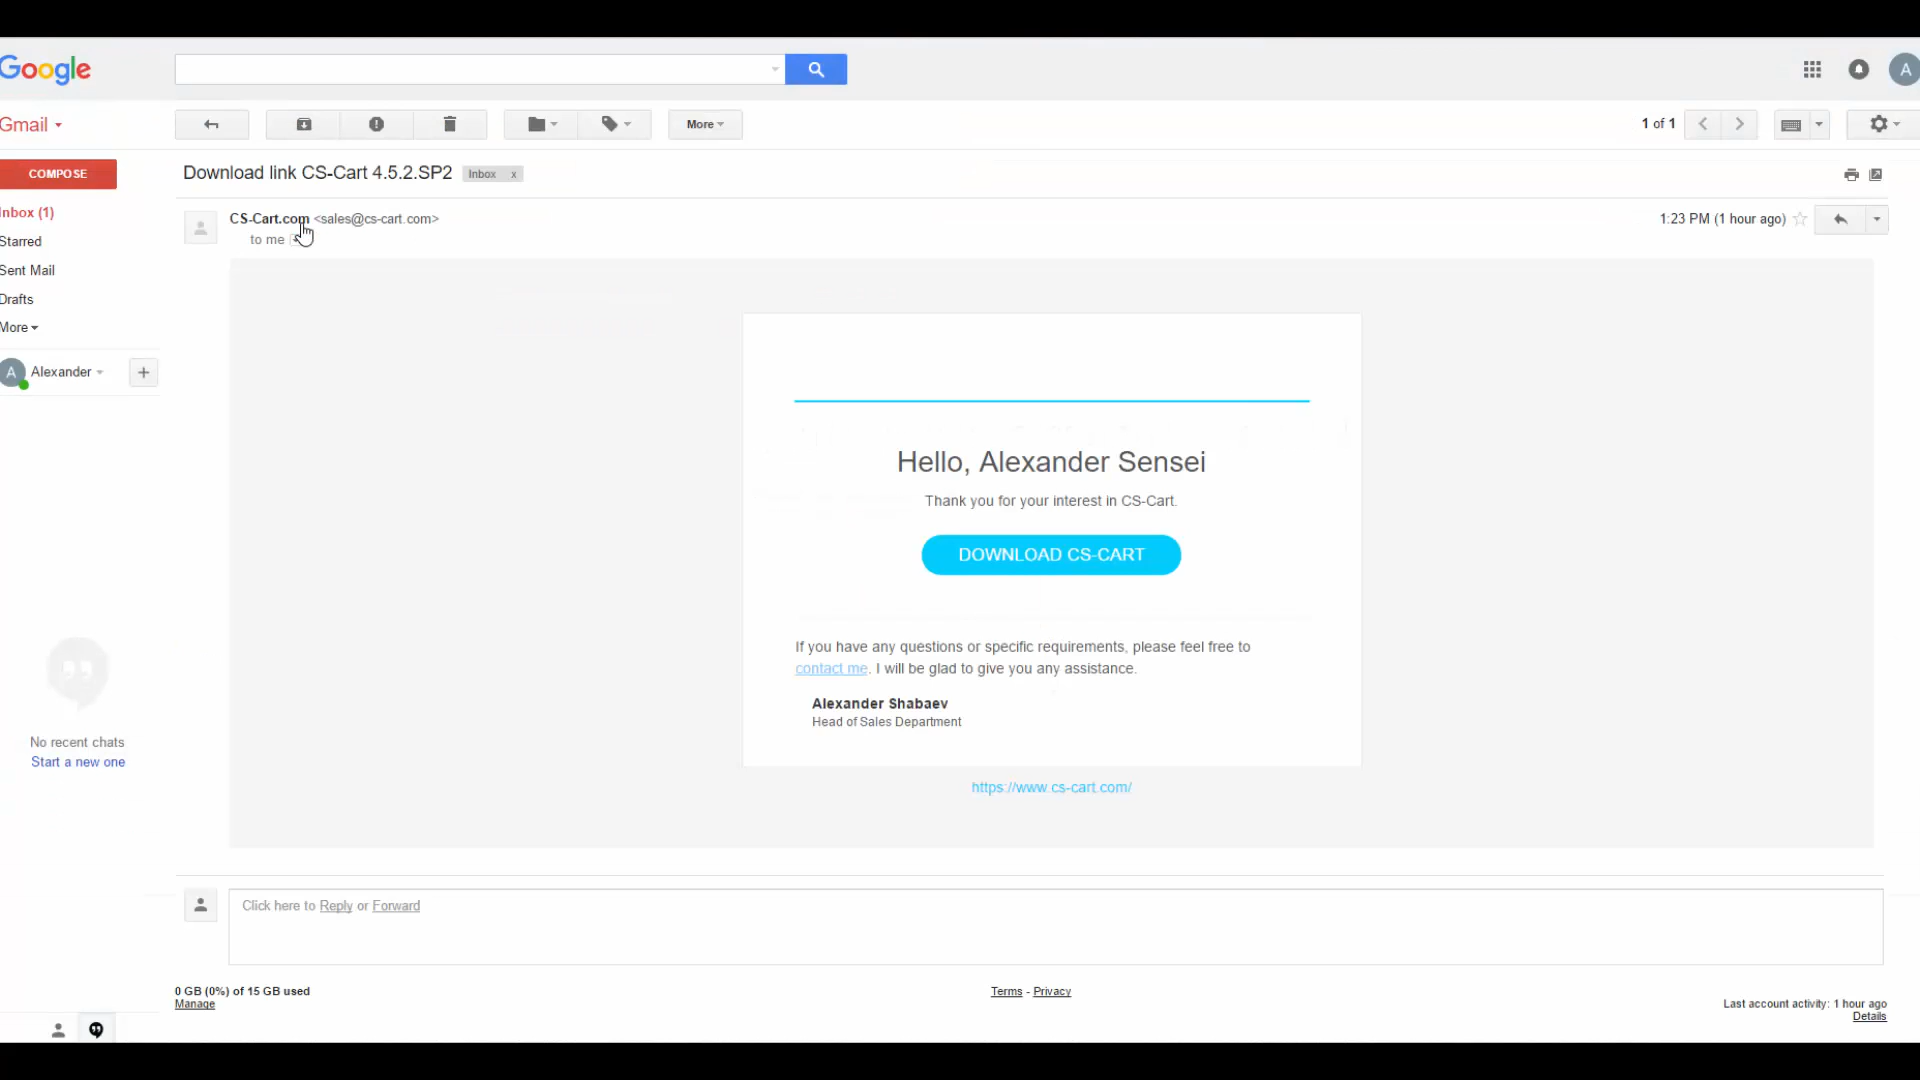 Google
A
Gmail
More
1 of 1
COMPOSE
Download link CS-Cart 4.5.2.SP2
Inbox x
Inbox (1)
CS-Cart.com <sales@cs-cart.com>
1:23 PM (1 hour ago)
to me
Starred
Sent Mail
Drafts
More
A Alexander
Hello, Alexander Sensei
Thank you for your interest in CS-Cart.
DOWNLOAD CS-CART
If you have any questions or specific requirements, please feel free to
contact me. I will be glad to give you any assistance.
Alexander Shabaev
Head of Sales Department
No recent chats
Start a new one
https://www.cs-cart.com/
Click here to Reply or Forward
0 GB (0%) of 15 GB used
Manage
Terms - Privacy
Last account activity: 1 hour ago
Details